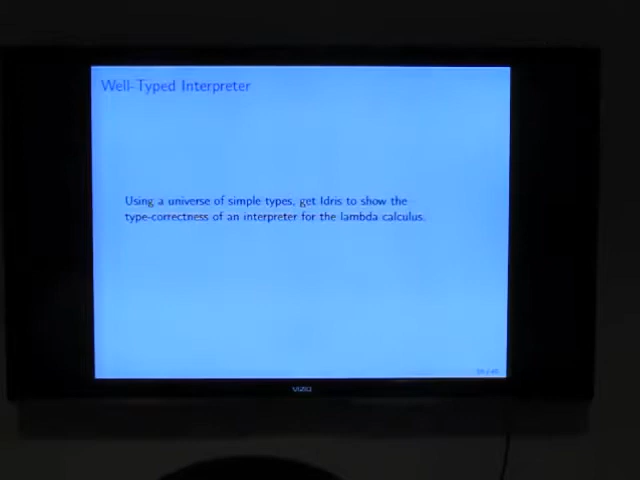 Well-Typed Interpreter
Using a universe of simple types, get Idris to show the
type-correctness of an interpreter for the lambda calculus.
VIZIO